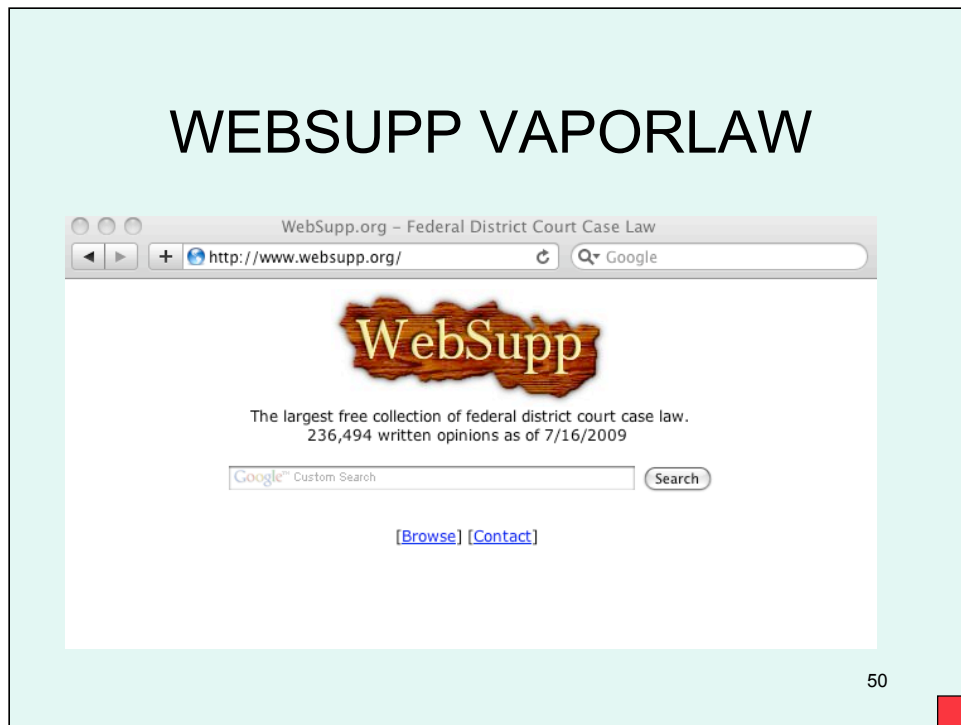 WEBSUPP VAPORLAW
WebSupp.org – Federal District Court Case Law
+ http://www.websupp.org/ Google
WebSupp
The largest free collection of federal district court case law.
236,494 written opinions as of 7/16/2009
Google™ Custom Search Search
[Browse] [Contact]
50